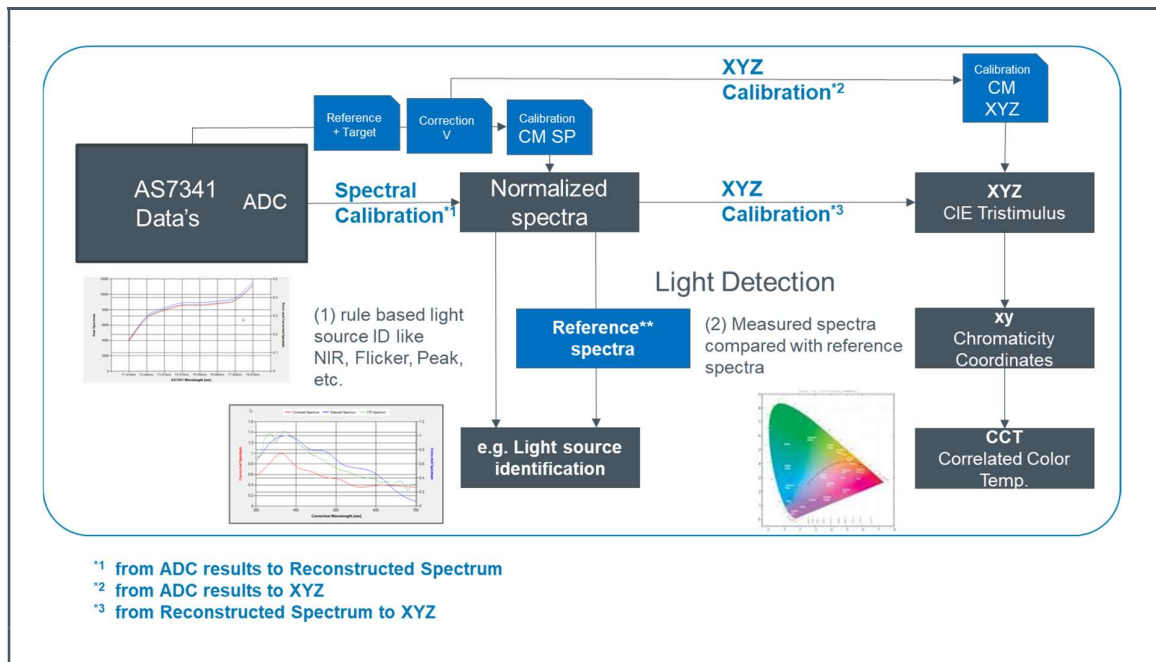 XYZ
Calibration*2
Calibration
CM
XYZ
Reference
+ Target
Correction
V
Calibration
CM SP
AS7341
Data's
ADC
Spectral
Calibration*1
Normalized
spectra
XYZ
Calibration*3
XYZ
CIE Tristimulus
Light Detection
(1) rule based light
source ID like
NIR, Flicker, Peak,
etc.
Reference**
spectra
(2) Measured spectra
compared with reference
spectra
xy
Chromaticity
Coordinates
e.g. Light source
identification
CCT
Correlated Color
Temp.
Corrected Spectrum
*1 from ADC results to Reconstructed Spectrum
*2 from ADC results to XYZ
*3 from Reconstructed Spectrum to XYZ